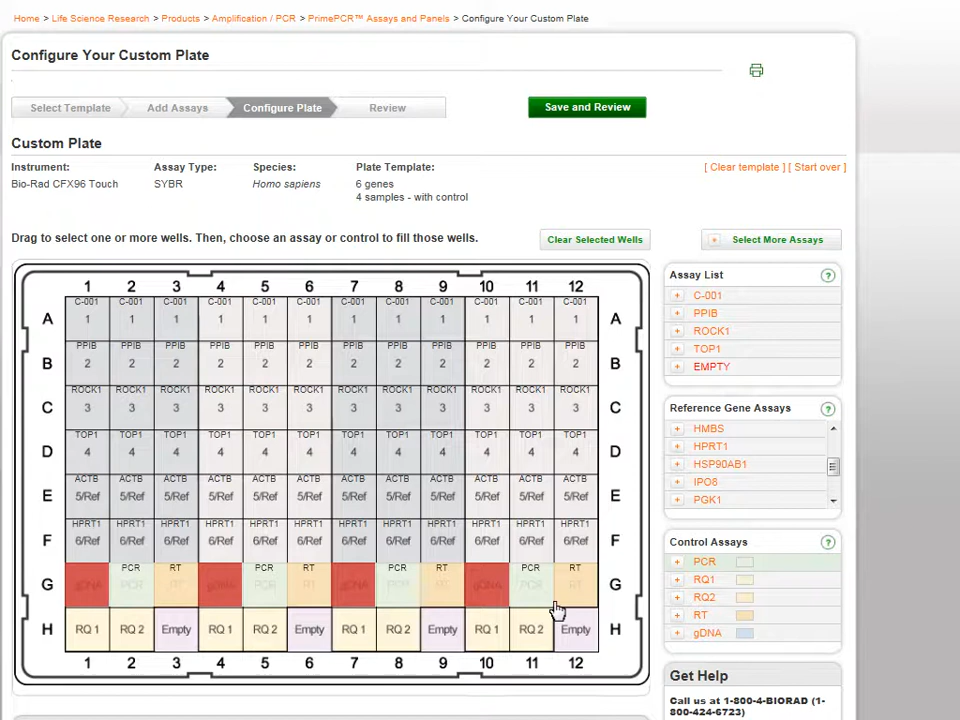 Home > Life Science Research > Products > Amplification / PCR > PrimePCR™ Assays and Panels > Configure Your Custom Plate
Configure Your Custom Plate
Select Template Add Assays Configure Plate Review Save and Review
Custom Plate
Instrument: Assay Type: Species: Plate Template: [ Clear template ] [ Start over ]
Bio-Rad CFX96 Touch SYBR Homo sapiens 6 genes
4 samples - with control
Drag to select one or more wells. Then, choose an assay or control to fill those wells. Clear Selected Wells Select More Assays
1 2 3 4 5 6 7 8 9 10 11 12
C-001 C-001 C-001 C-001 C-001 C-001 C-001 C-001 C-001 C-001 C-001 C-001
A 1 1 1 1 1 1 1 1 1 1 1 1 A
PPIB PPIB PPIB PPIB PPIB PPIB PPIB PPIB PPIB PPIB PPIB PPIB
B 2 2 2 2 2 2 2 2 2 2 2 2 B
ROCK1 ROCK1 ROCK1 ROCK1 ROCK1 ROCK1 ROCK1 ROCK1 ROCK1 ROCK1 ROCK1 ROCK1
C 3 3 3 3 3 3 3 3 3 3 3 3 C
TOP1 TOP1 TOP1 TOP1 TOP1 TOP1 TOP1 TOP1 TOP1 TOP1 TOP1 TOP1
D 4 4 4 4 4 4 4 4 4 4 4 4 D
ACTB ACTB ACTB ACTB ACTB ACTB ACTB ACTB ACTB ACTB ACTB ACTB
E 5/Ref 5/Ref 5/Ref 5/Ref 5/Ref 5/Ref 5/Ref 5/Ref 5/Ref 5/Ref 5/Ref 5/Ref E
HPRT1 HPRT1 HPRT1 HPRT1 HPRT1 HPRT1 HPRT1 HPRT1 HPRT1 HPRT1 HPRT1 HPRT1
F 6/Ref 6/Ref 6/Ref 6/Ref 6/Ref 6/Ref 6/Ref 6/Ref 6/Ref 6/Ref 6/Ref 6/Ref F
PCR RT PCR RT PCR RT PCR RT
G gDNA PCR RT gDNA PCR RT gDNA PCR RT gDNA PCR RT G
H RQ 1 RQ 2 Empty RQ 1 RQ 2 Empty RQ 1 RQ 2 Empty RQ 1 RQ 2 Empty H
1 2 3 4 5 6 7 8 9 10 11 12
Assay List ?
C-001
PPIB
ROCK1
TOP1
EMPTY
Reference Gene Assays ?
HMBS
HPRT1
HSP90AB1
IPO8
PGK1
Control Assays ?
PCR
RQ1
RQ2
RT
gDNA
Get Help
Call us at 1-800-4-BIORAD (1-
800-424-6723)